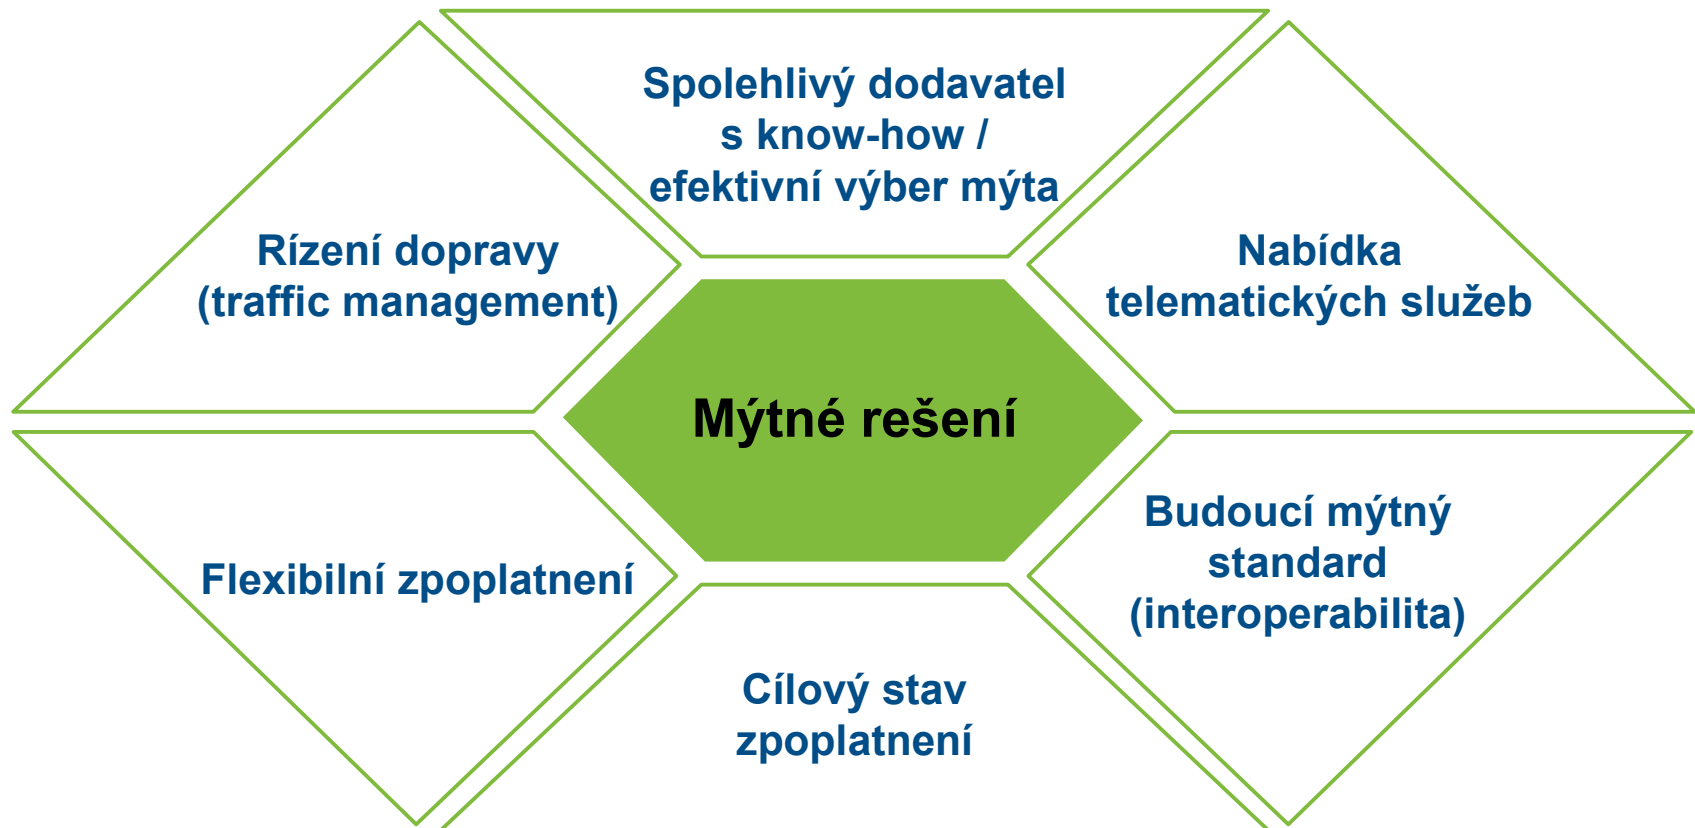 Spolehlivý dodavatel
s know-how /
efektivní výber mýta
Rízení dopravy
(traffic management)
Nabídka
telematických služeb
Mýtné rešení
Flexibilní zpoplatnení
Budoucí mýtný
standard
(interoperabilita)
Cílový stav
zpoplatnení